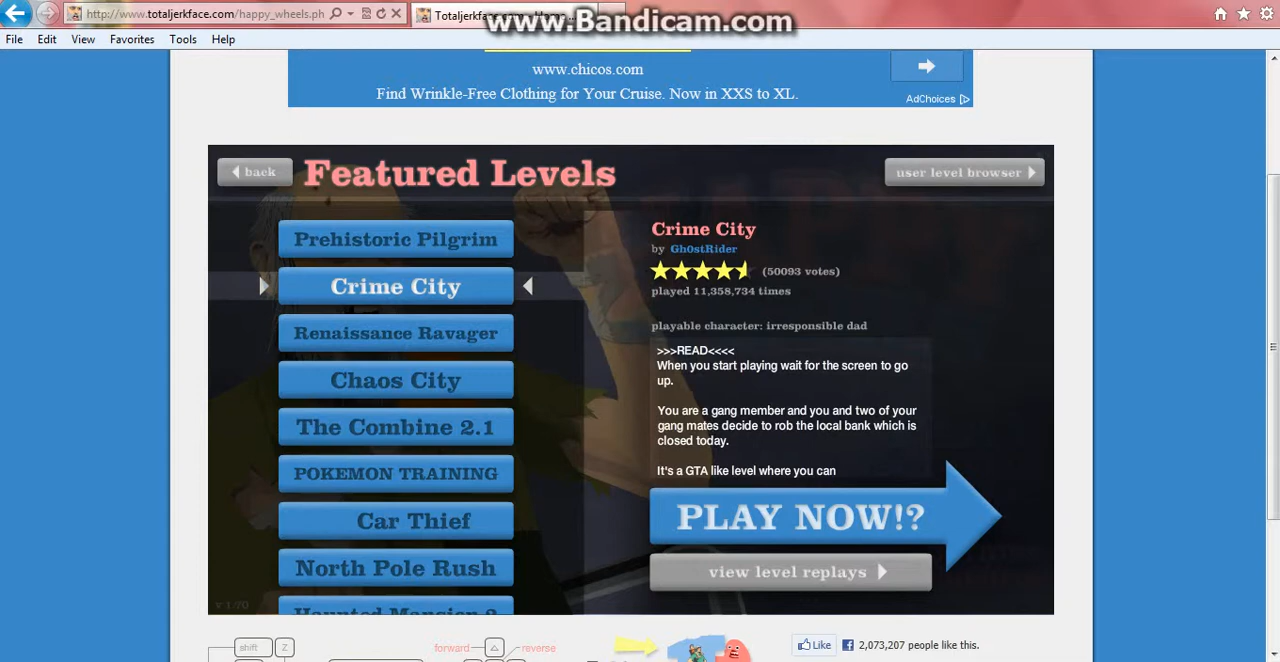 http://www.totaljerkface.com/happy_wheels.ph
www.Bandicam.com
File Edit View Favorites Tools Help
www.chicos.com
Find Wrinkle-Free Clothing for Your Cruise. Now in XXS to XL.
AdChoices
back
Featured Levels
user level browser
Prehistoric Pilgrim
Crime City
Renaissance Ravager
Chaos City
The Combine 2.1
POKEMON TRAINING
Car Thief
North Pole Rush
Haunted Mansion 2
v 1.70
Crime City
by Gh0stRider
(50093 votes)
played 11,358,734 times
playable character: irresponsible dad
>>>READ<<<<
When you start playing wait for the screen to go
up.
You are a gang member and you and two of your
gang mates decide to rob the local bank which is
closed today.
It's a GTA like level where you can
PLAY NOW!?
view level replays
shift Z
forward reverse
Like 2,073,207 people like this.